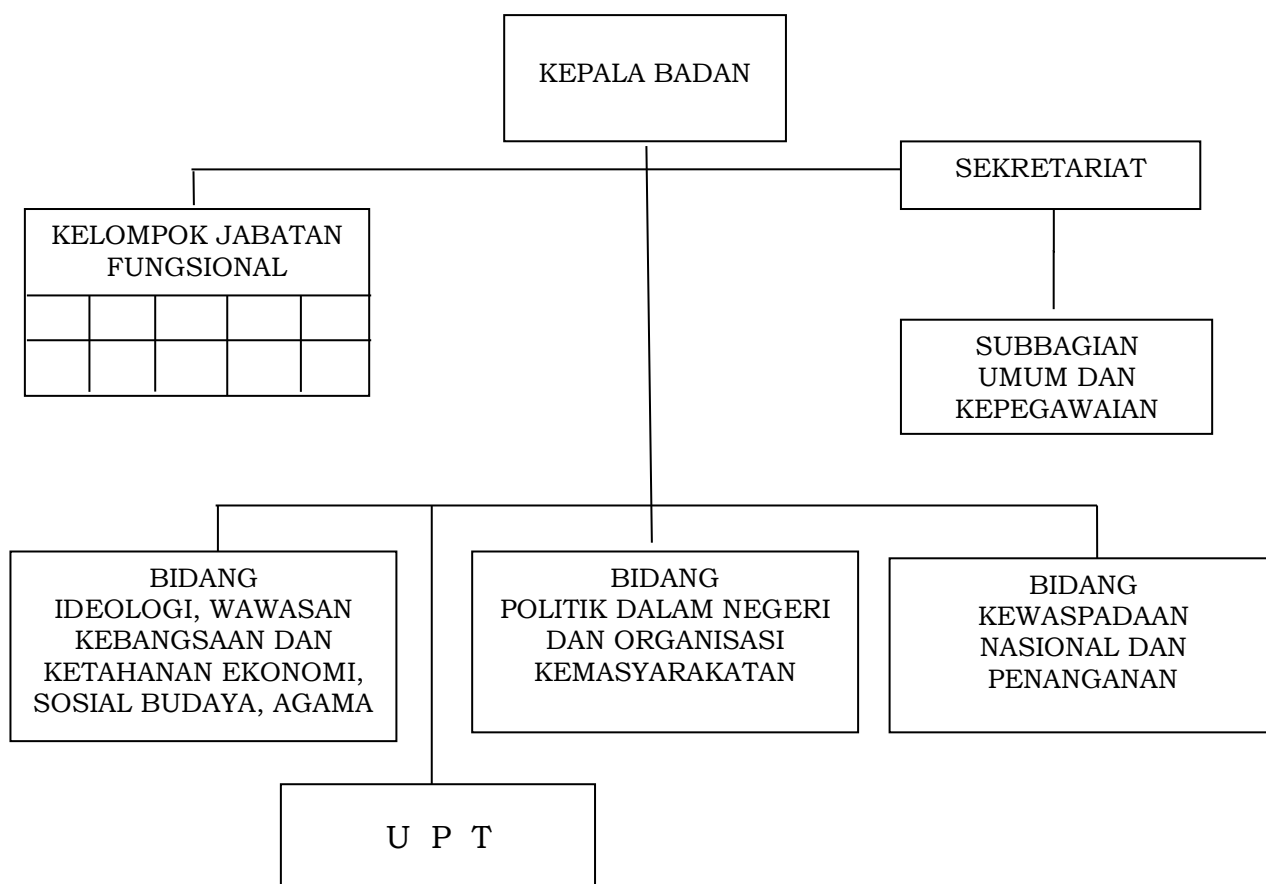 KEPALA BADAN
SEKRETARIAT
KELOMPOK JABATAN
FUNGSIONAL
SUBBAGIAN
UMUM DAN
KEPEGAWAIAN
BIDANG
IDEOLOGI, WAWASAN
KEBANGSAAN DAN
KETAHANAN EKONOMI,
SOSIAL BUDAYA, AGAMA
BIDANG
POLITIK DALAM NEGERI
DAN ORGANISASI
KEMASYARAKATAN
BIDANG
KEWASPADAAN
NASIONAL DAN
PENANGANAN
U P T